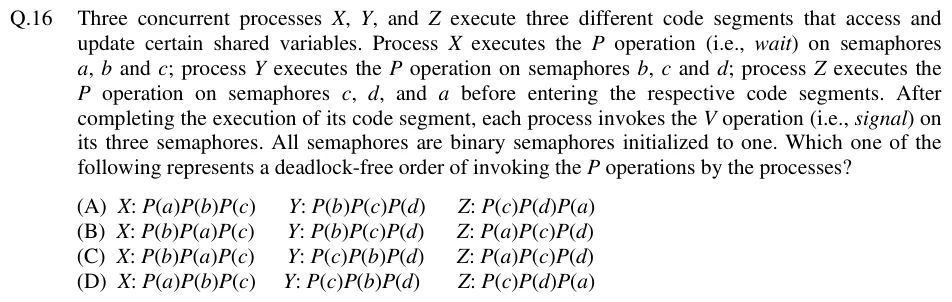 Q.16 Three concurrent processes X, Y, and Z execute three different code segments that access and
update certain shared variables. Process X executes the P operation (i.e., wait) on semaphores
a, b and c; process Y executes the P operation on semaphores b, c and d; process Z executes the
P operation on semaphores c, d, and a before entering the respective code segments. After
completing the execution of its code segment, each process invokes the V operation (i.e., signal) on
its three semaphores. All semaphores are binary semaphores initialized to one. Which one of the
following represents a deadlock-free order of invoking the P operations by the processes?
(A) X: P(a)P(b)P(c) Y: P(b)P(c)P(d) Z: P(c)P(d)P(a)
(B) X: P(b)P(a)P(c) Y: P(b)P(c)P(d) Z: P(a)P(c)P(d)
(C) X: P(b)P(a)P(c) Y: P(c)P(b)P(d) Z: P(a)P(c)P(d)
(D) X: P(a)P(b)P(c) Y: P(c)P(b)P(d) Z: P(c)P(d)P(a)